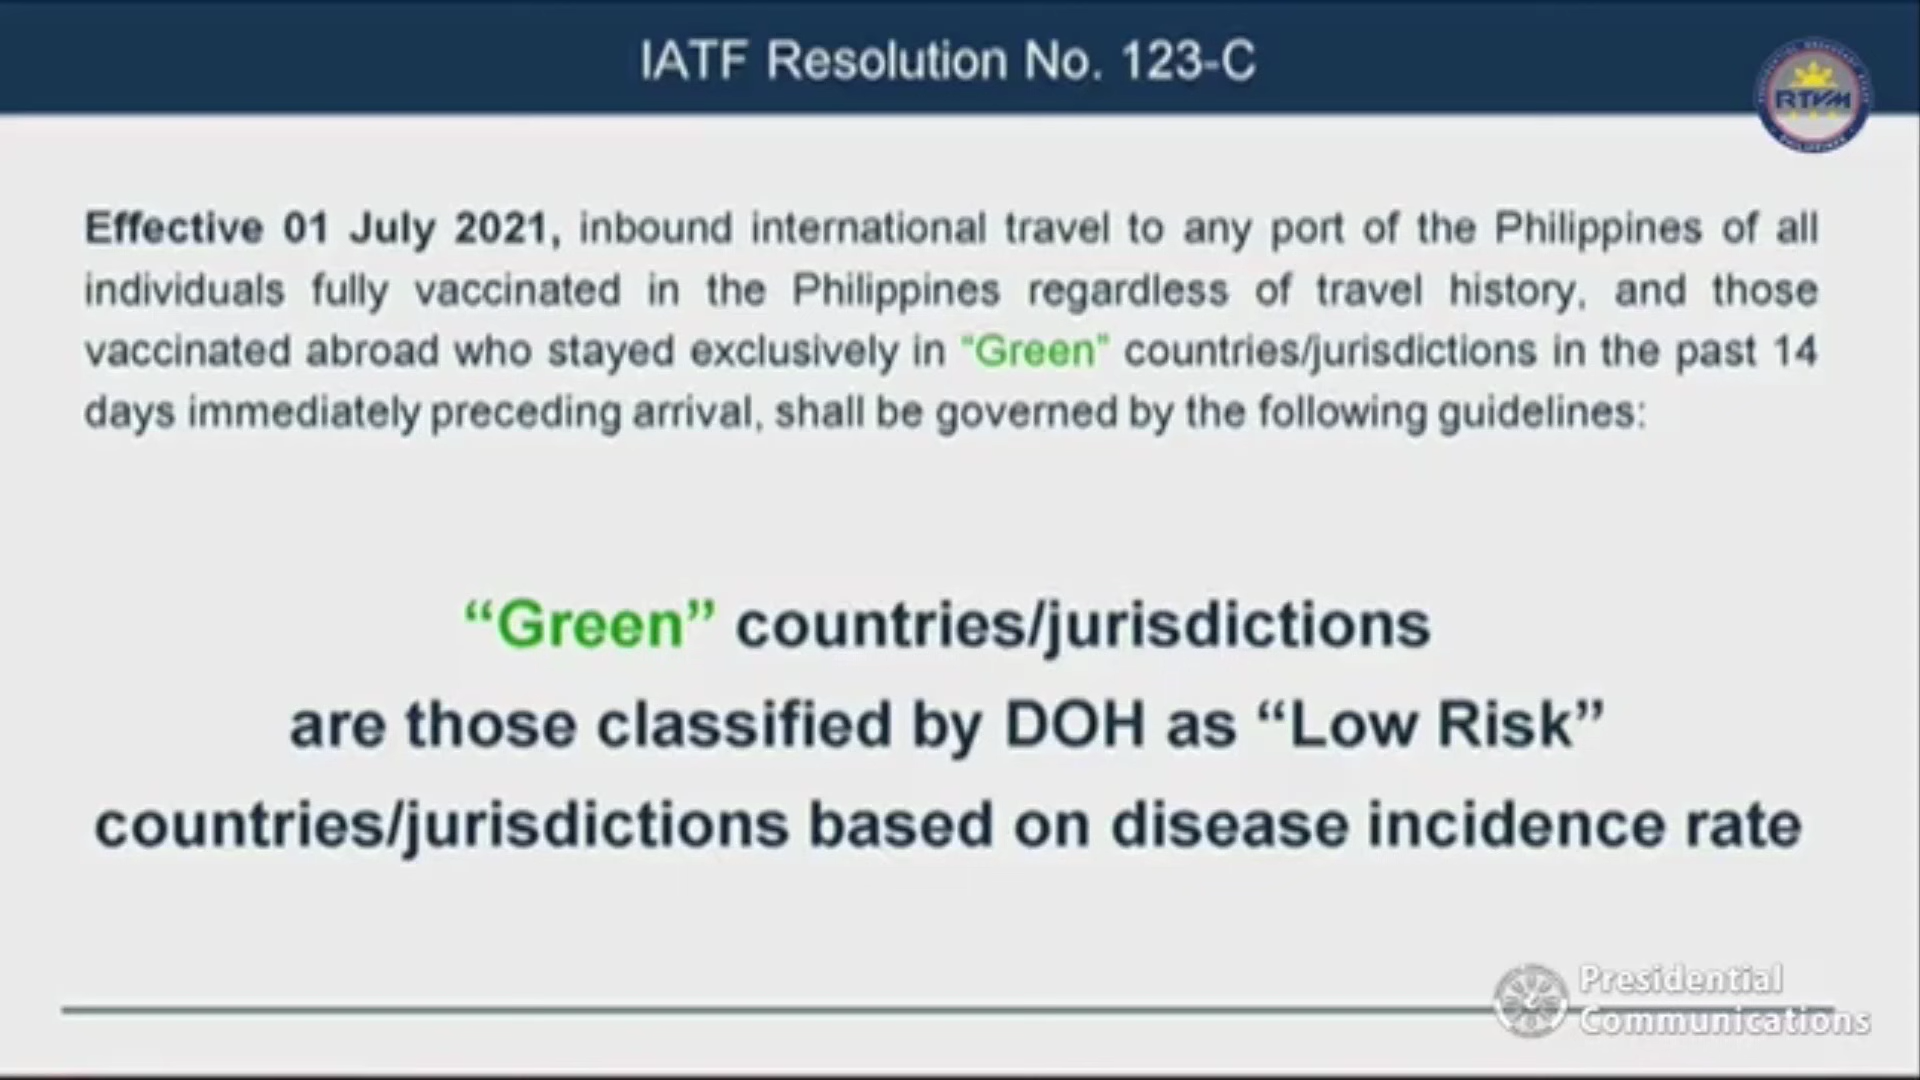 IATF Resolution No. 123-C
RTVM
PHILIPPINES
Effective 01 July 2021, inbound international travel to any port of the Philippines of all
individuals fully vaccinated in the Philippines regardless of travel history, and those
vaccinated abroad who stayed exclusively in “Green” countries/jurisdictions in the past 14
days immediately preceding arrival, shall be governed by the following guidelines:
“Green” countries/jurisdictions
are those classified by DOH as “Low Risk”
countries/jurisdictions based on disease incidence rate
Presidential
Communications